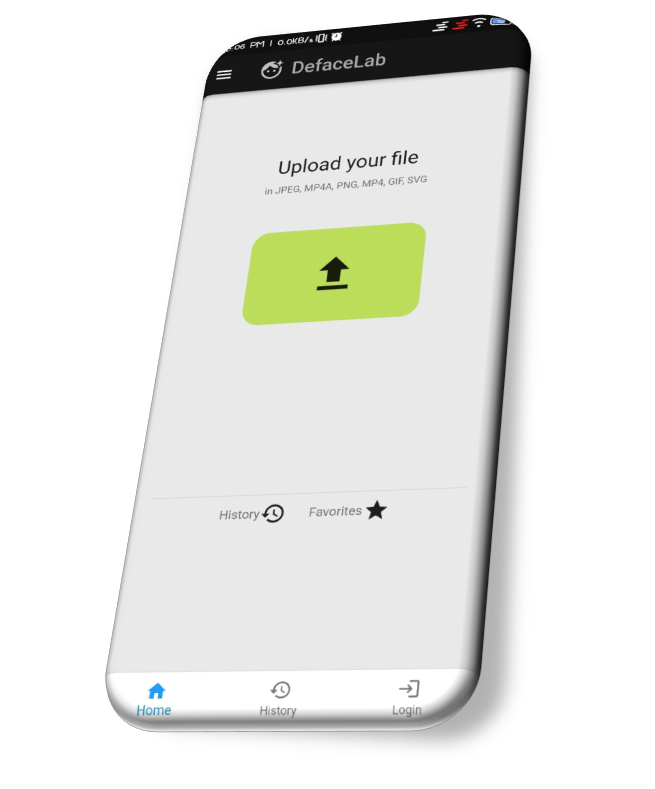 :06 PM | 0.0KB/s
DefaceLab
Upload your file
in JPEG, MP4A, PNG, MP4, GIF, SVG
History
Favorites
Home
History
Login